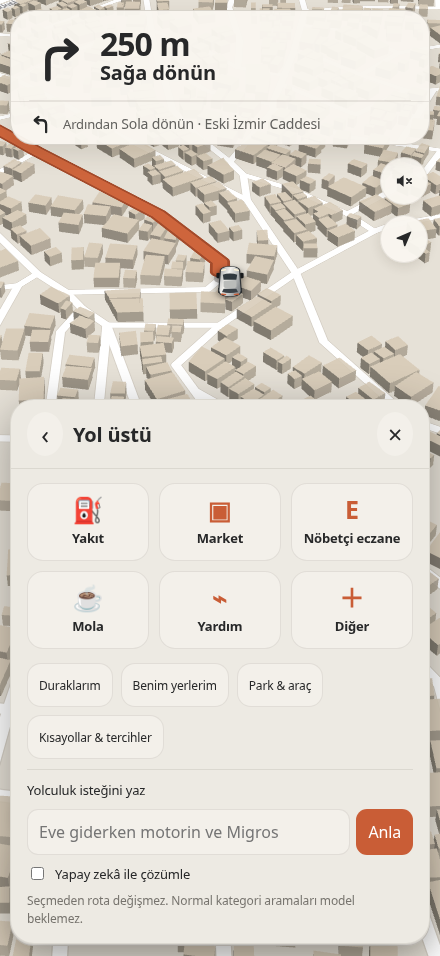 250 m
Sağa dönün
Ardından Sola dönün · Eski İzmir Caddesi
Yol üstü
Yakıt
Market
E
Nöbetçi eczane
Mola
Yardım
Diğer
Duraklarım
Benim yerlerim
Park & araç
Kısayollar & tercihler
Yolculuk isteğini yaz
Eve giderken motorin ve Migros
Anla
Yapay zekâ ile çözümle
Seçmeden rota değişmez. Normal kategori aramaları model
beklemez.